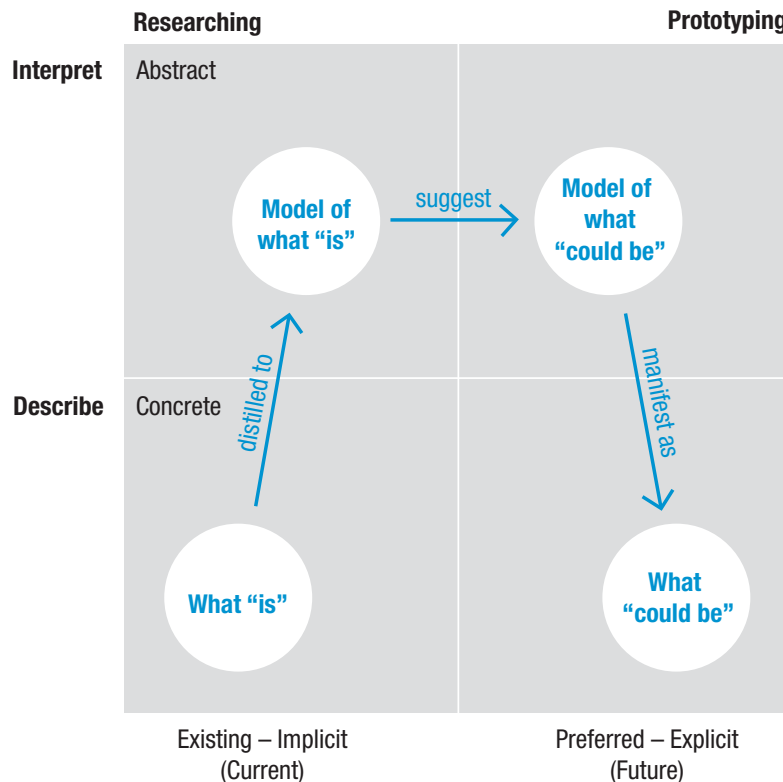 Researching
Prototyping
Interpret
Abstract
Model of
what “is”
suggest
Model of
what
“could be”
distilled to
manifest as
Describe
Concrete
What “is”
What
“could be”
Existing – Implicit
(Current)
Preferred – Explicit
(Future)